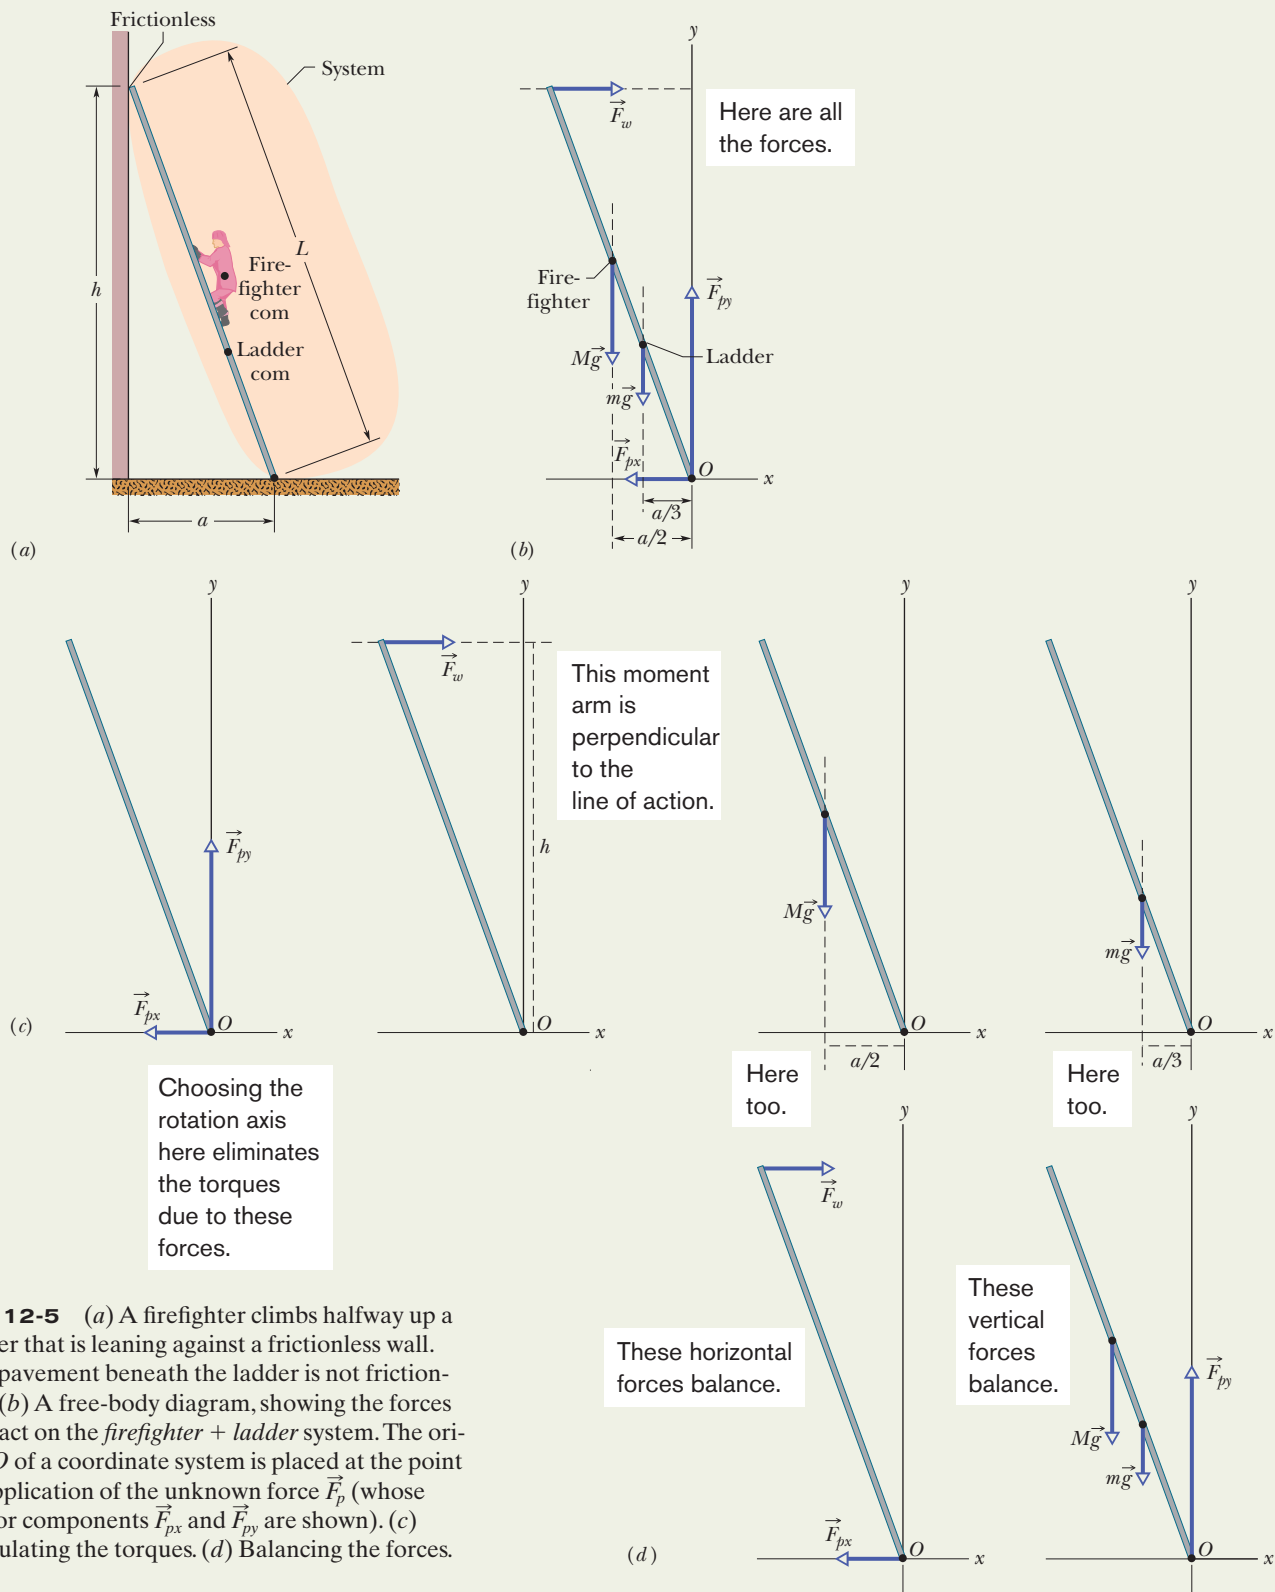 Frictionless
System
L
h
Fire-
fighter
com
Ladder
com
a
(a)
y
F_w
Here are all
the forces.
Fire-
fighter
F_py
Mg
Ladder
mg
F_px
O
x
a/3
a/2
(b)
y
F_py
F_px
O
x
(c)
Choosing the
rotation axis
here eliminates
the torques
due to these
forces.
y
F_w
This moment
arm is
perpendicular
to the
line of action.
h
O
x
y
Mg
O
x
a/2
Here
too.
y
mg
O
x
a/3
Here
too.
y
F_w
These horizontal
forces balance.
F_px
O
x
(d)
y
These
vertical
forces
balance.
F_py
Mg
mg
O
x
12-5 (a) A firefighter climbs halfway up a
er that is leaning against a frictionless wall.
pavement beneath the ladder is not friction-
(b) A free-body diagram, showing the forces
act on the firefighter + ladder system. The ori-
O of a coordinate system is placed at the point
pplication of the unknown force F_p (whose
or components F_px and F_py are shown). (c)
ulating the torques. (d) Balancing the forces.